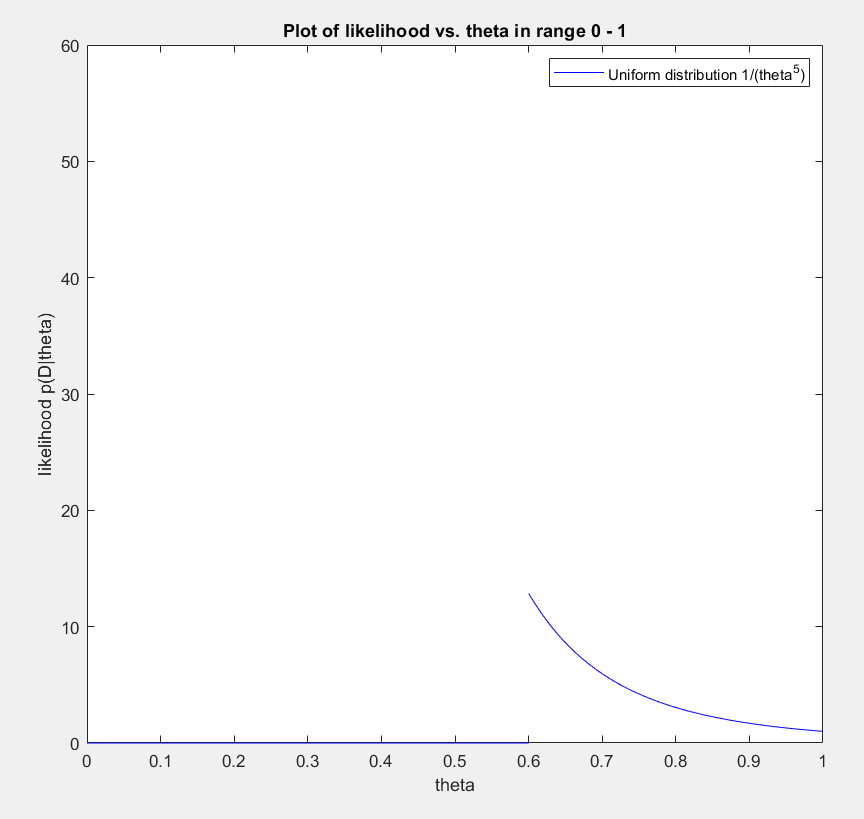 Plot of likelihood vs. theta in range 0 - 1
Uniform distribution 1/(theta^5)
60
50
40
30
20
10
0
likelihood p(D|theta)
0 0.1 0.2 0.3 0.4 0.5 0.6 0.7 0.8 0.9 1
theta